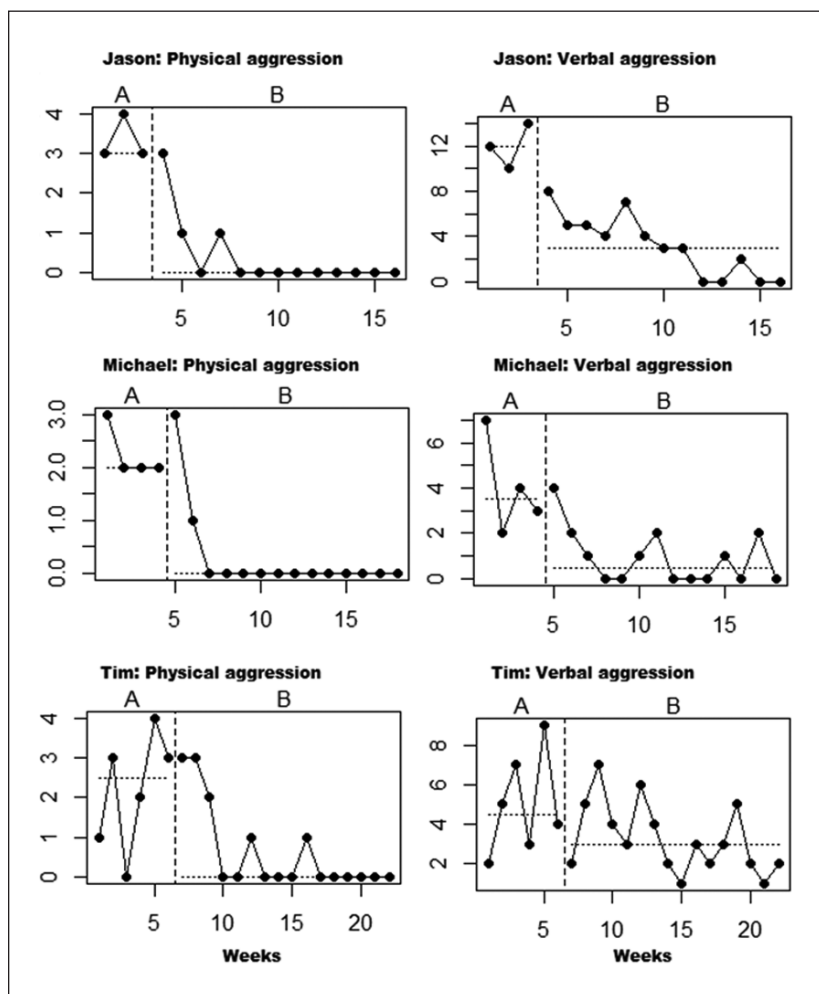 Jason: Physical aggression
A B
4
3
2
1
0
5 10 15
Jason: Verbal aggression
A B
12
8
4
0
5 10 15
Michael: Physical aggression
A B
3.0
2.0
1.0
0.0
5 10 15
Michael: Verbal aggression
A B
6
4
2
0
5 10 15
Tim: Physical aggression
A B
4
3
2
1
0
5 10 15 20
Weeks
Tim: Verbal aggression
A B
8
6
4
2
5 10 15 20
Weeks